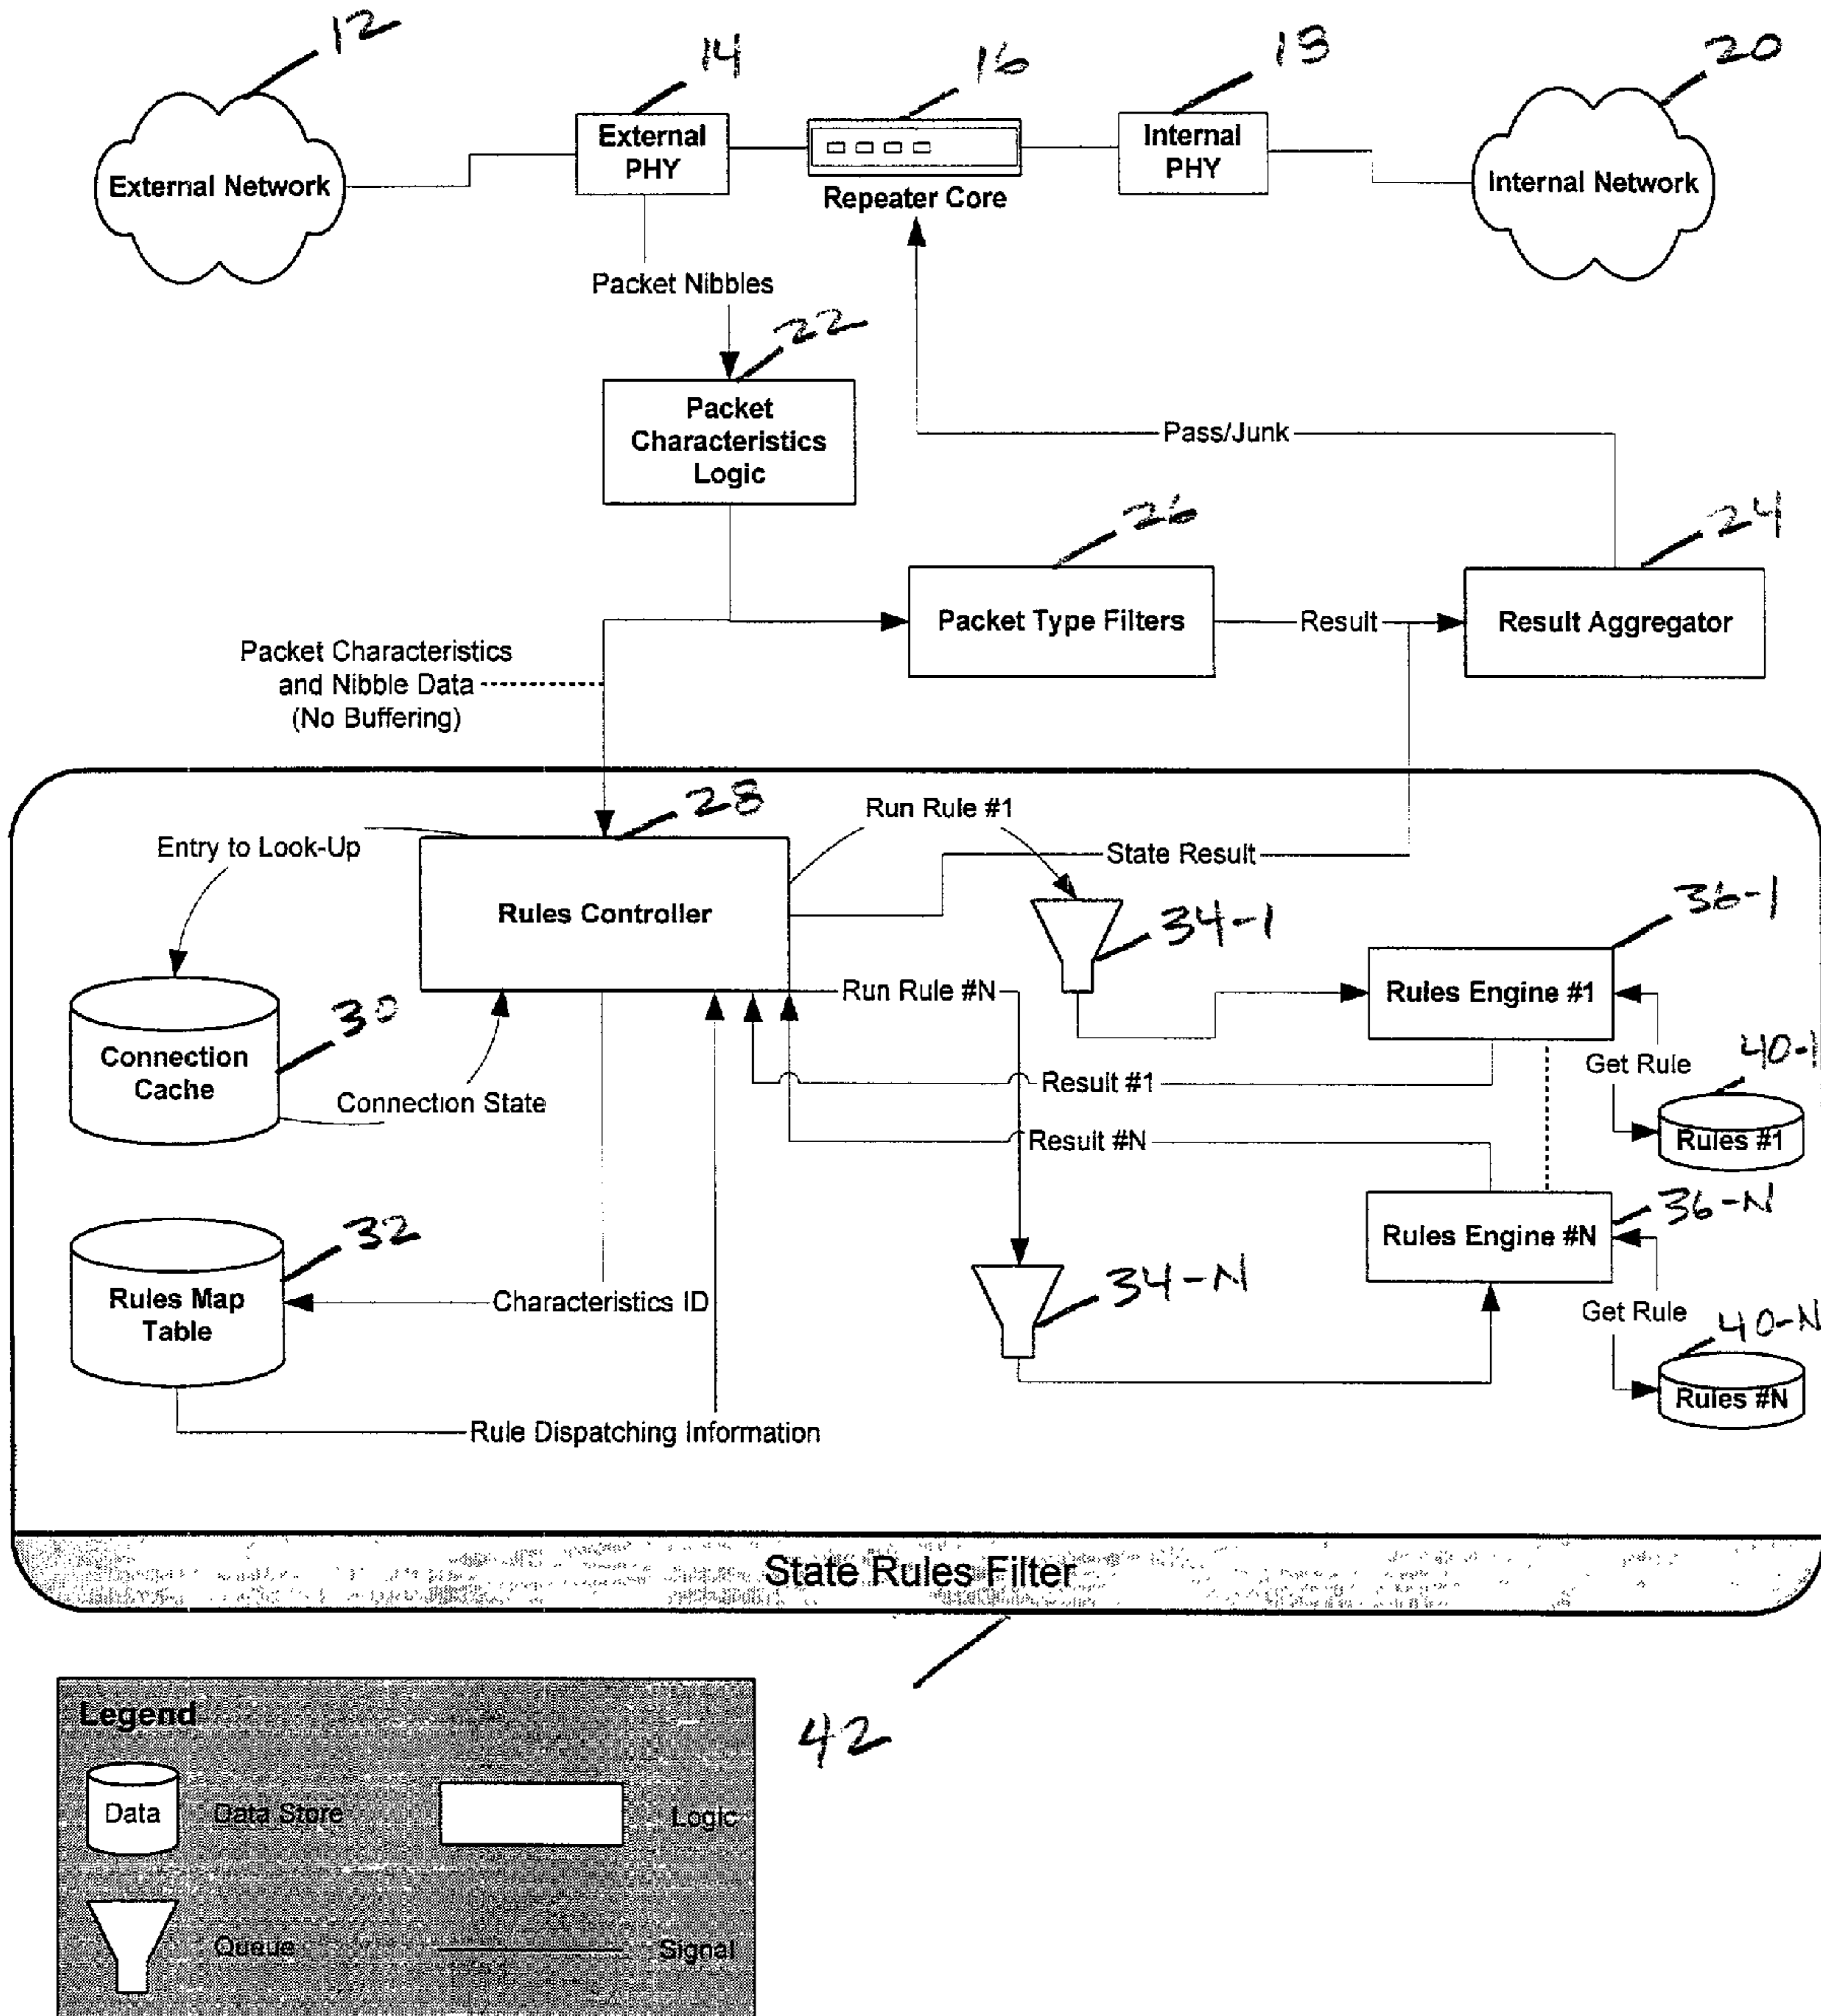 12
14
16
18
20
External Network
External
PHY
Repeater Core
Internal
PHY
Internal Network
Packet Nibbles
22
Packet
Characteristics
Logic
Pass/Junk
26
24
Packet Type Filters
Result
Result Aggregator
Packet Characteristics
and Nibble Data
(No Buffering)
28
Run Rule #1
Entry to Look-Up
State Result
Rules Controller
34-1
36-1
Run Rule #N
Rules Engine #1
30
Connection
Cache
Connection State
Result #1
Get Rule
40-1
Rules #1
Result #N
36-N
Rules Engine #N
32
Rules Map
Table
Characteristics ID
34-N
Get Rule
40-N
Rules #N
Rule Dispatching Information
State Rules Filter
42
Legend
Data
Data Store
Logic
Queue
Signal